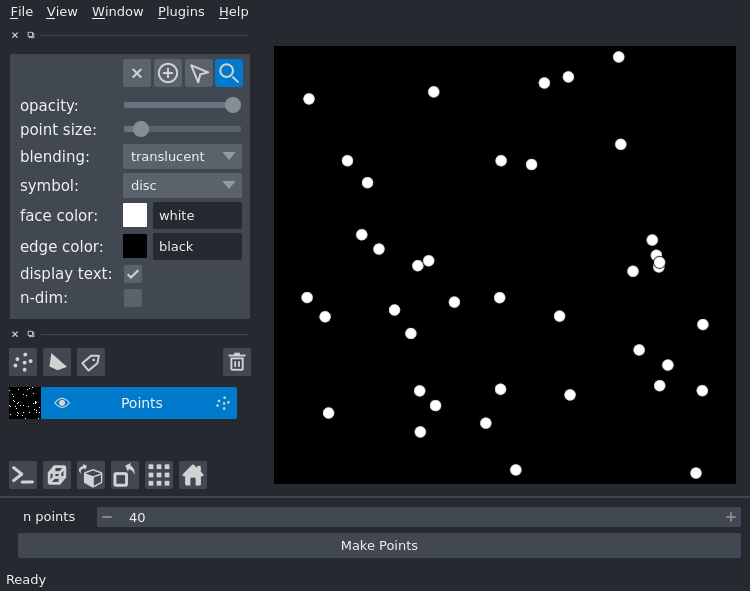 File View Window Plugins Help
opacity:
point size:
blending: translucent
symbol: disc
face color: white
edge color: black
display text:
n-dim:
Points
n points 40
Make Points
Ready